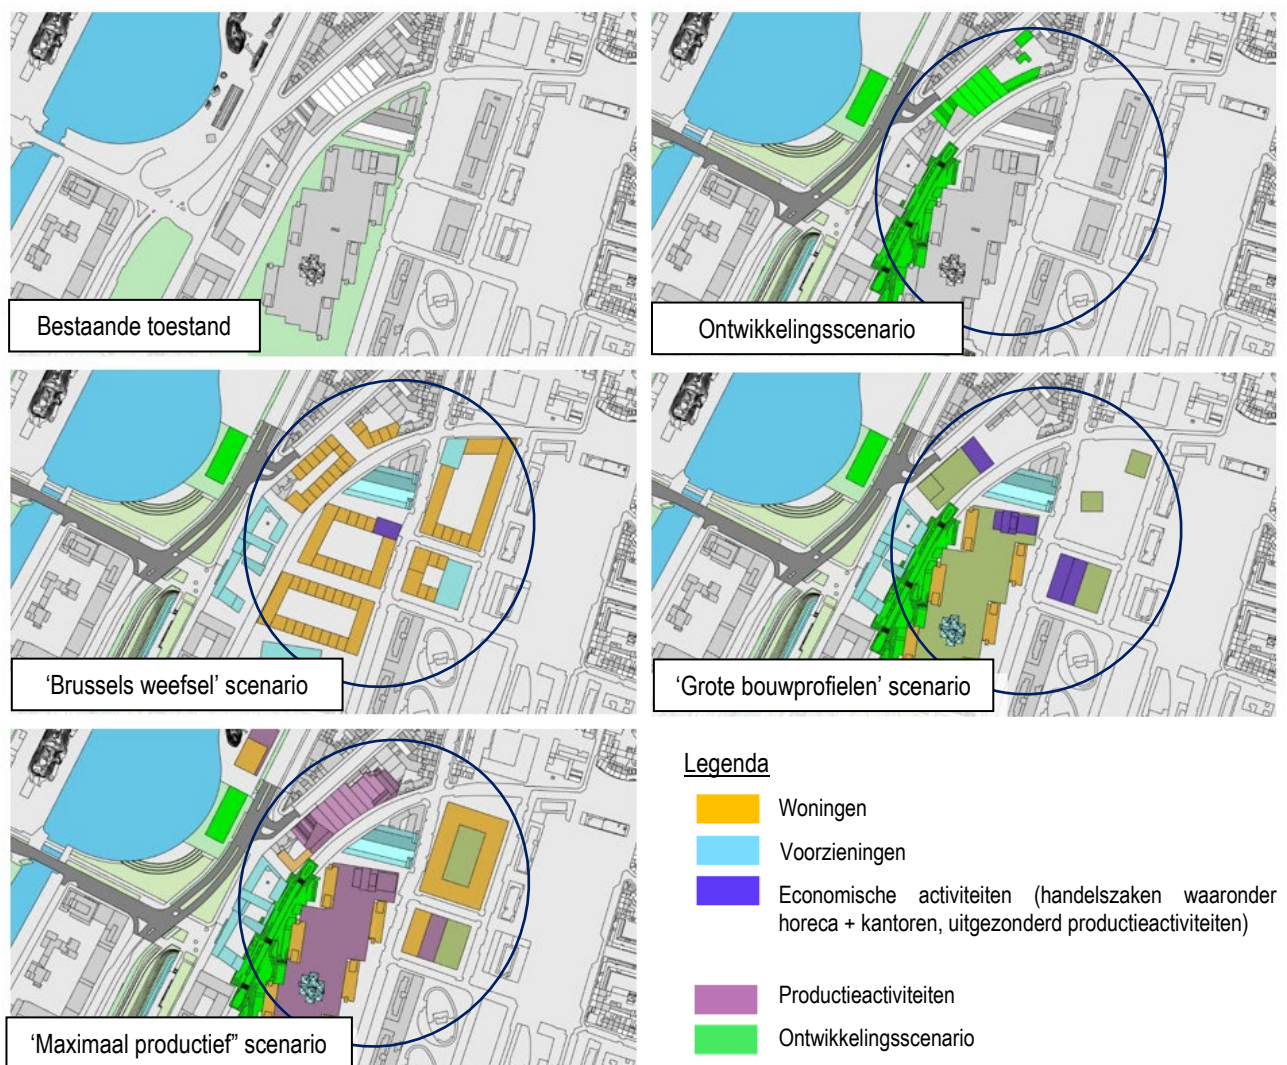 Bestaande toestand
Ontwikkelingsscenario
‘Brussels weefsel’ scenario
‘Grote bouwprofielen’ scenario
‘Maximaal productief” scenario
Legenda
Woningen
Voorzieningen
Economische activiteiten (handelszaken waaronder
horeca + kantoren, uitgezonderd productieactiviteiten)
Productieactiviteiten
Ontwikkelingsscenario